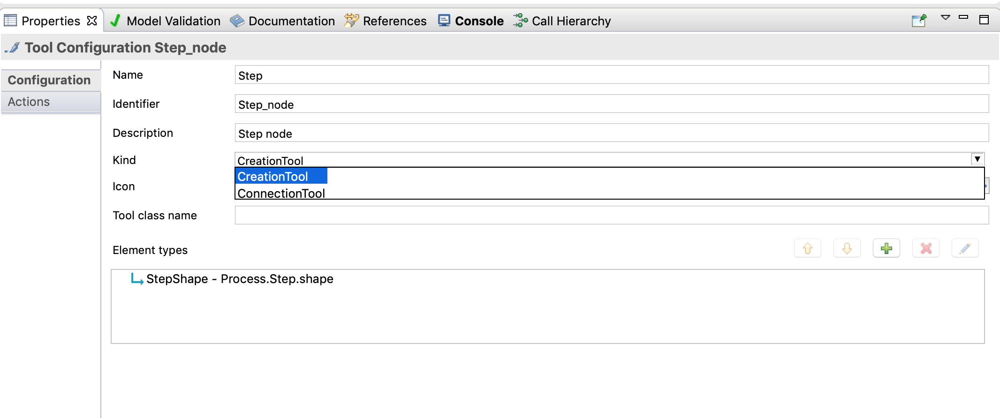 Properties Model Validation Documentation References Console Call Hierarchy
Tool Configuration Step_node
Configuration
Actions
Name Step
Identifier Step_node
Description Step node
Kind CreationTool
CreationTool
Icon
ConnectionTool
Tool class name
Element types
StepShape - Process.Step.shape